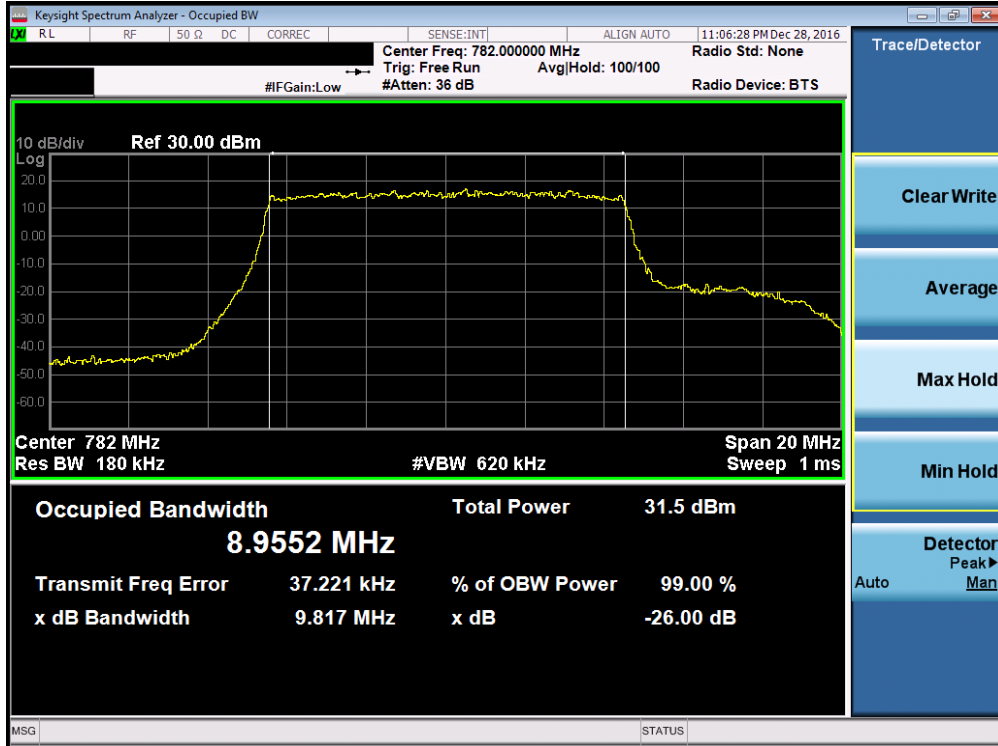 Keysight Spectrum Analyzer - Occupied BW
LXI RL RF 50 Ω DC CORREC SENSE:INT ALIGN AUTO 11:06:28 PM Dec 28, 2016
Center Freq: 782.000000 MHz Radio Std: None
Trig: Free Run Avg|Hold: 100/100
#IFGain:Low #Atten: 36 dB Radio Device: BTS
10 dB/div Ref 30.00 dBm
Log
20.0
10.0
0.00
-10.0
-20.0
-30.0
-40.0
-50.0
-60.0
Center 782 MHz Span 20 MHz
Res BW 180 kHz #VBW 620 kHz Sweep 1 ms
Occupied Bandwidth Total Power 31.5 dBm
8.9552 MHz
Transmit Freq Error 37.221 kHz % of OBW Power 99.00 %
x dB Bandwidth 9.817 MHz x dB -26.00 dB
MSG STATUS
Trace/Detector
Clear Write
Average
Max Hold
Min Hold
Detector
Peak▶
Auto Man